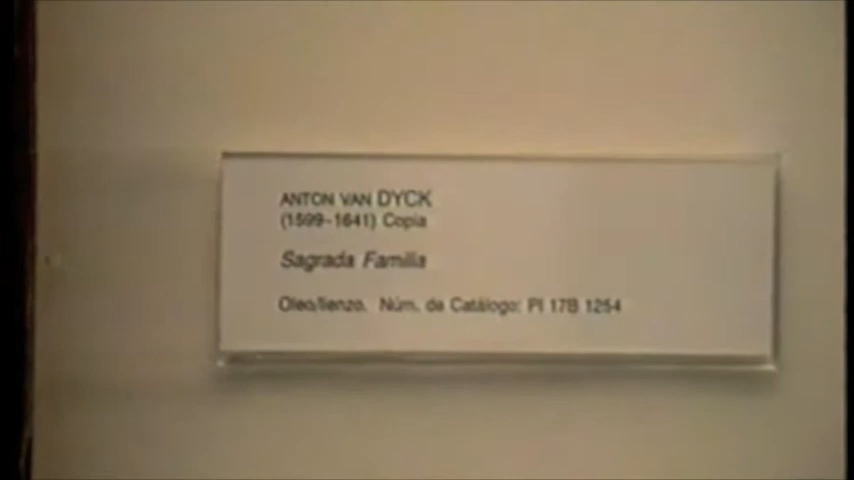 ANTON VAN DYCK
(1599-1641) Copia
Sagrada Familia
Oleo/lienzo. Núm. de Catálogo: PI 17B 1254